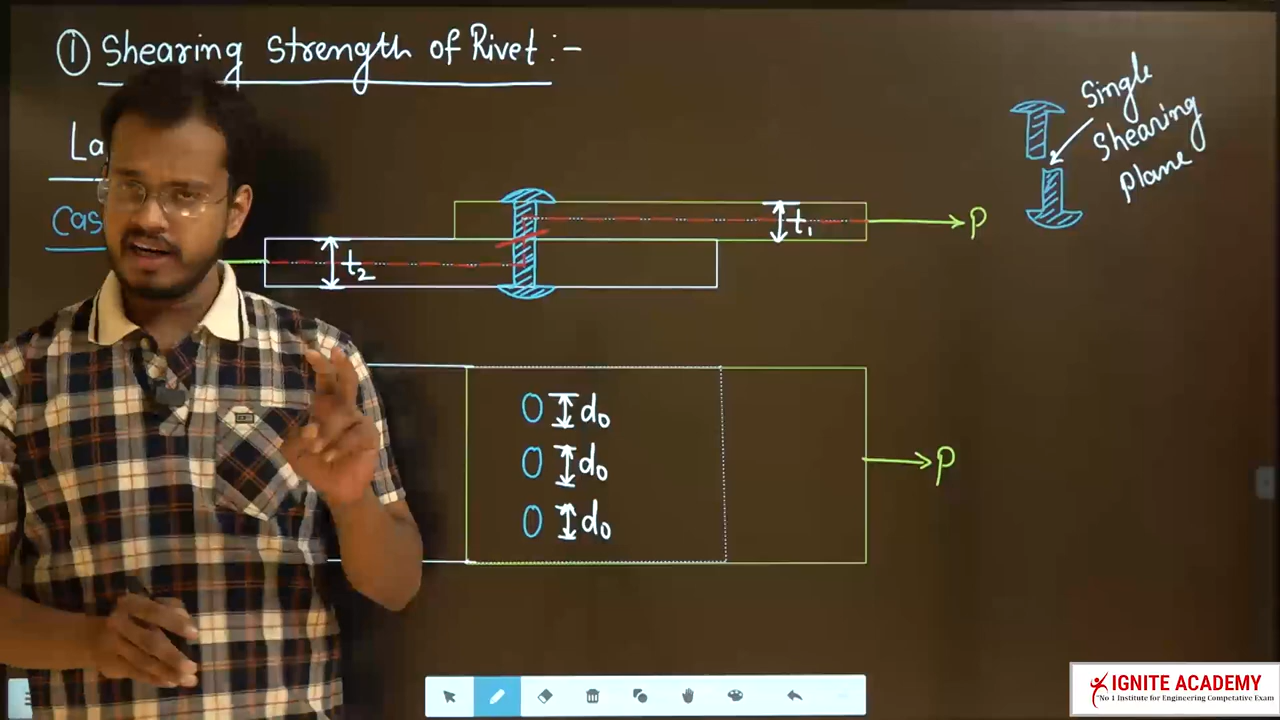 ① Shearing Strength of Rivet :-
La
Cas
Single
Shearing
plane
t₁
P
t₂
d₀
d₀
P
d₀
IGNITE ACADEMY
"No 1 Institute for Engineering Competative Exam